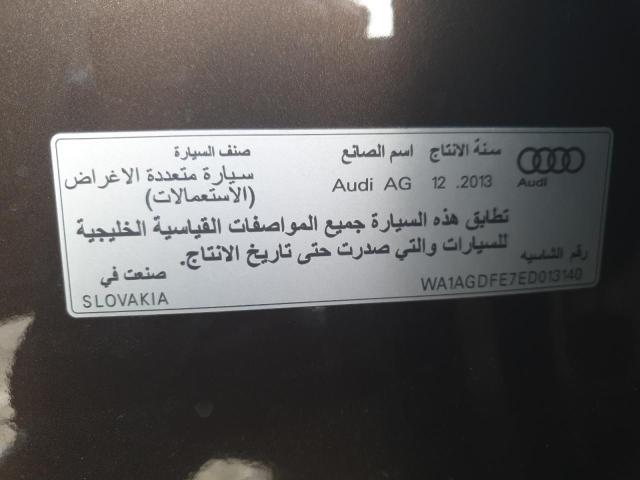 سنة الانتاج اسم الصانع صنف السيارة
Audi
12 .2013 Audi AG سيارة متعددة الاغراض
(الاستعمالات)
تطابق هذه السيارة جميع المواصفات القياسية الخليجية
للسيارات والتي صدرت حتى تاريخ الانتاج.
رقم الشاسيه
WA1AGDFE7ED013140
صنعت في
SLOVAKIA